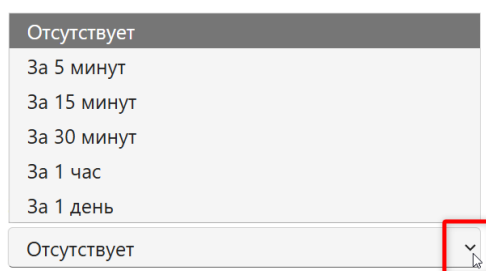 Отсутствует
За 5 минут
За 15 минут
За 30 минут
За 1 час
За 1 день
Отсутствует